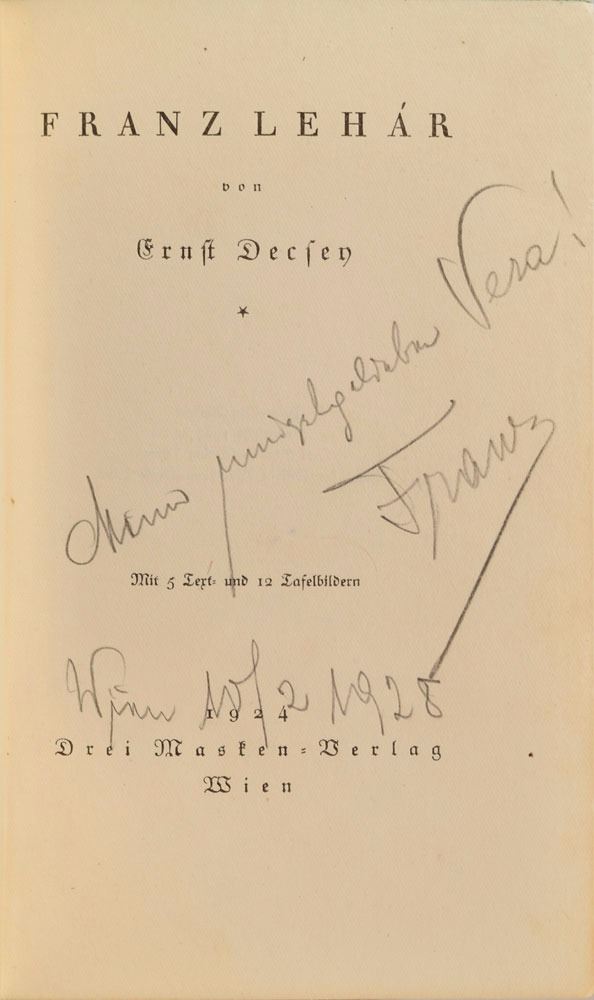 FRANZ LEHÁR
von
Ernst Decsey
Vera!
Franz
Mit 5 Text- und 12 Tafelbildern
Wien 10/2 1928
1924
Drei Masken-Verlag
Wien